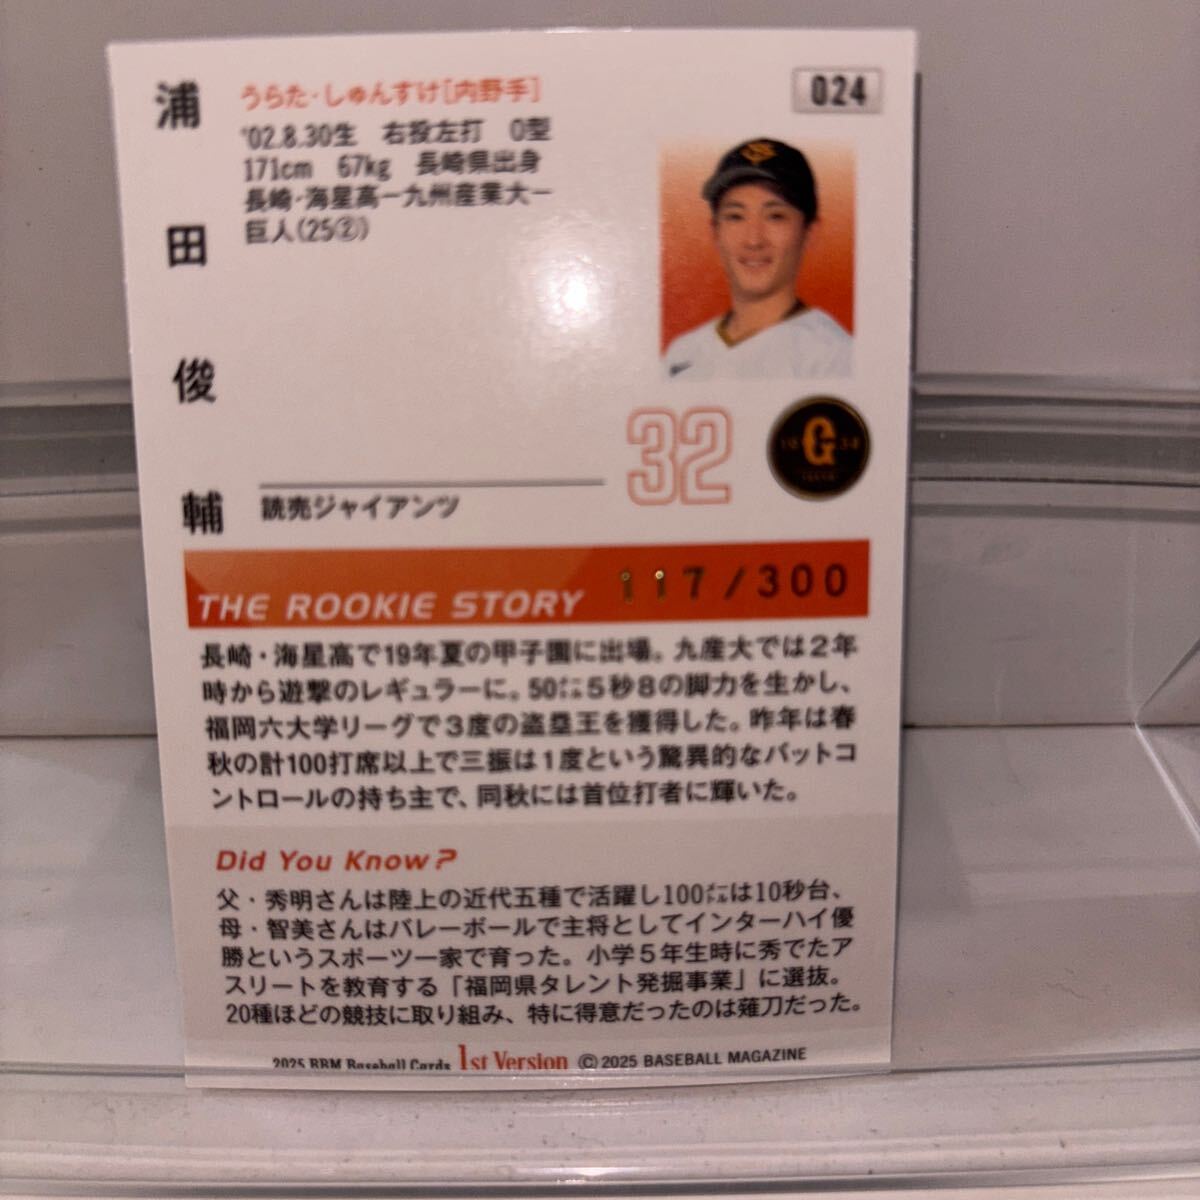 浦田俊輔
うらた・しゅんすけ[内野手]
'02.8.30生 右投左打 O型
171cm 67kg 長崎県出身
長崎・海星高ー九州産業大ー
巨人(25②)
024
32
G
読売ジャイアンツ
THE ROOKIE STORY 117/300
長崎・海星高で19年夏の甲子園に出場。九産大では2年
時から遊撃のレギュラーに。50㍍5秒8の脚力を生かし、
福岡六大学リーグで3度の盗塁王を獲得した。昨年は春
秋の計100打席以上で三振は1度という驚異的なバットコ
ントロールの持ち主で、同秋には首位打者に輝いた。
Did You Know?
父・秀明さんは陸上の近代五種で活躍し100㍍は10秒台、
母・智美さんはバレーボールで主将としてインターハイ優
勝というスポーツ一家で育った。小学5年生時に秀でたア
スリートを教育する「福岡県タレント発掘事業」に選抜。
20種ほどの競技に取り組み、特に得意だったのは薙刀だった。
2025 BBM Baseball Cards 1st Version © 2025 BASEBALL MAGAZINE